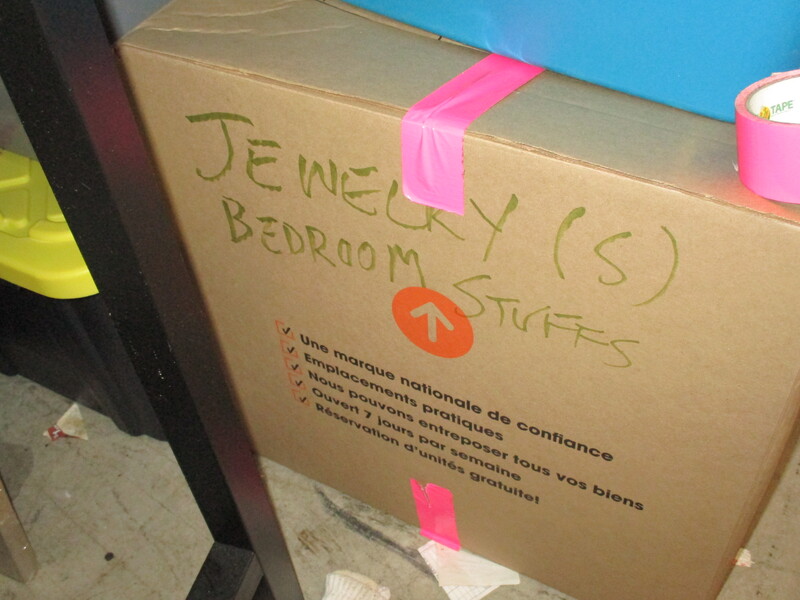 JEWELRY (S)
BEDROOM STUFFS
Une marque nationale de confiance
Emplacements pratiques
Nous pouvons entreposer tous vos biens
Ouvert 7 jours par semaine
Réservation d'unités gratuite!
TAPE